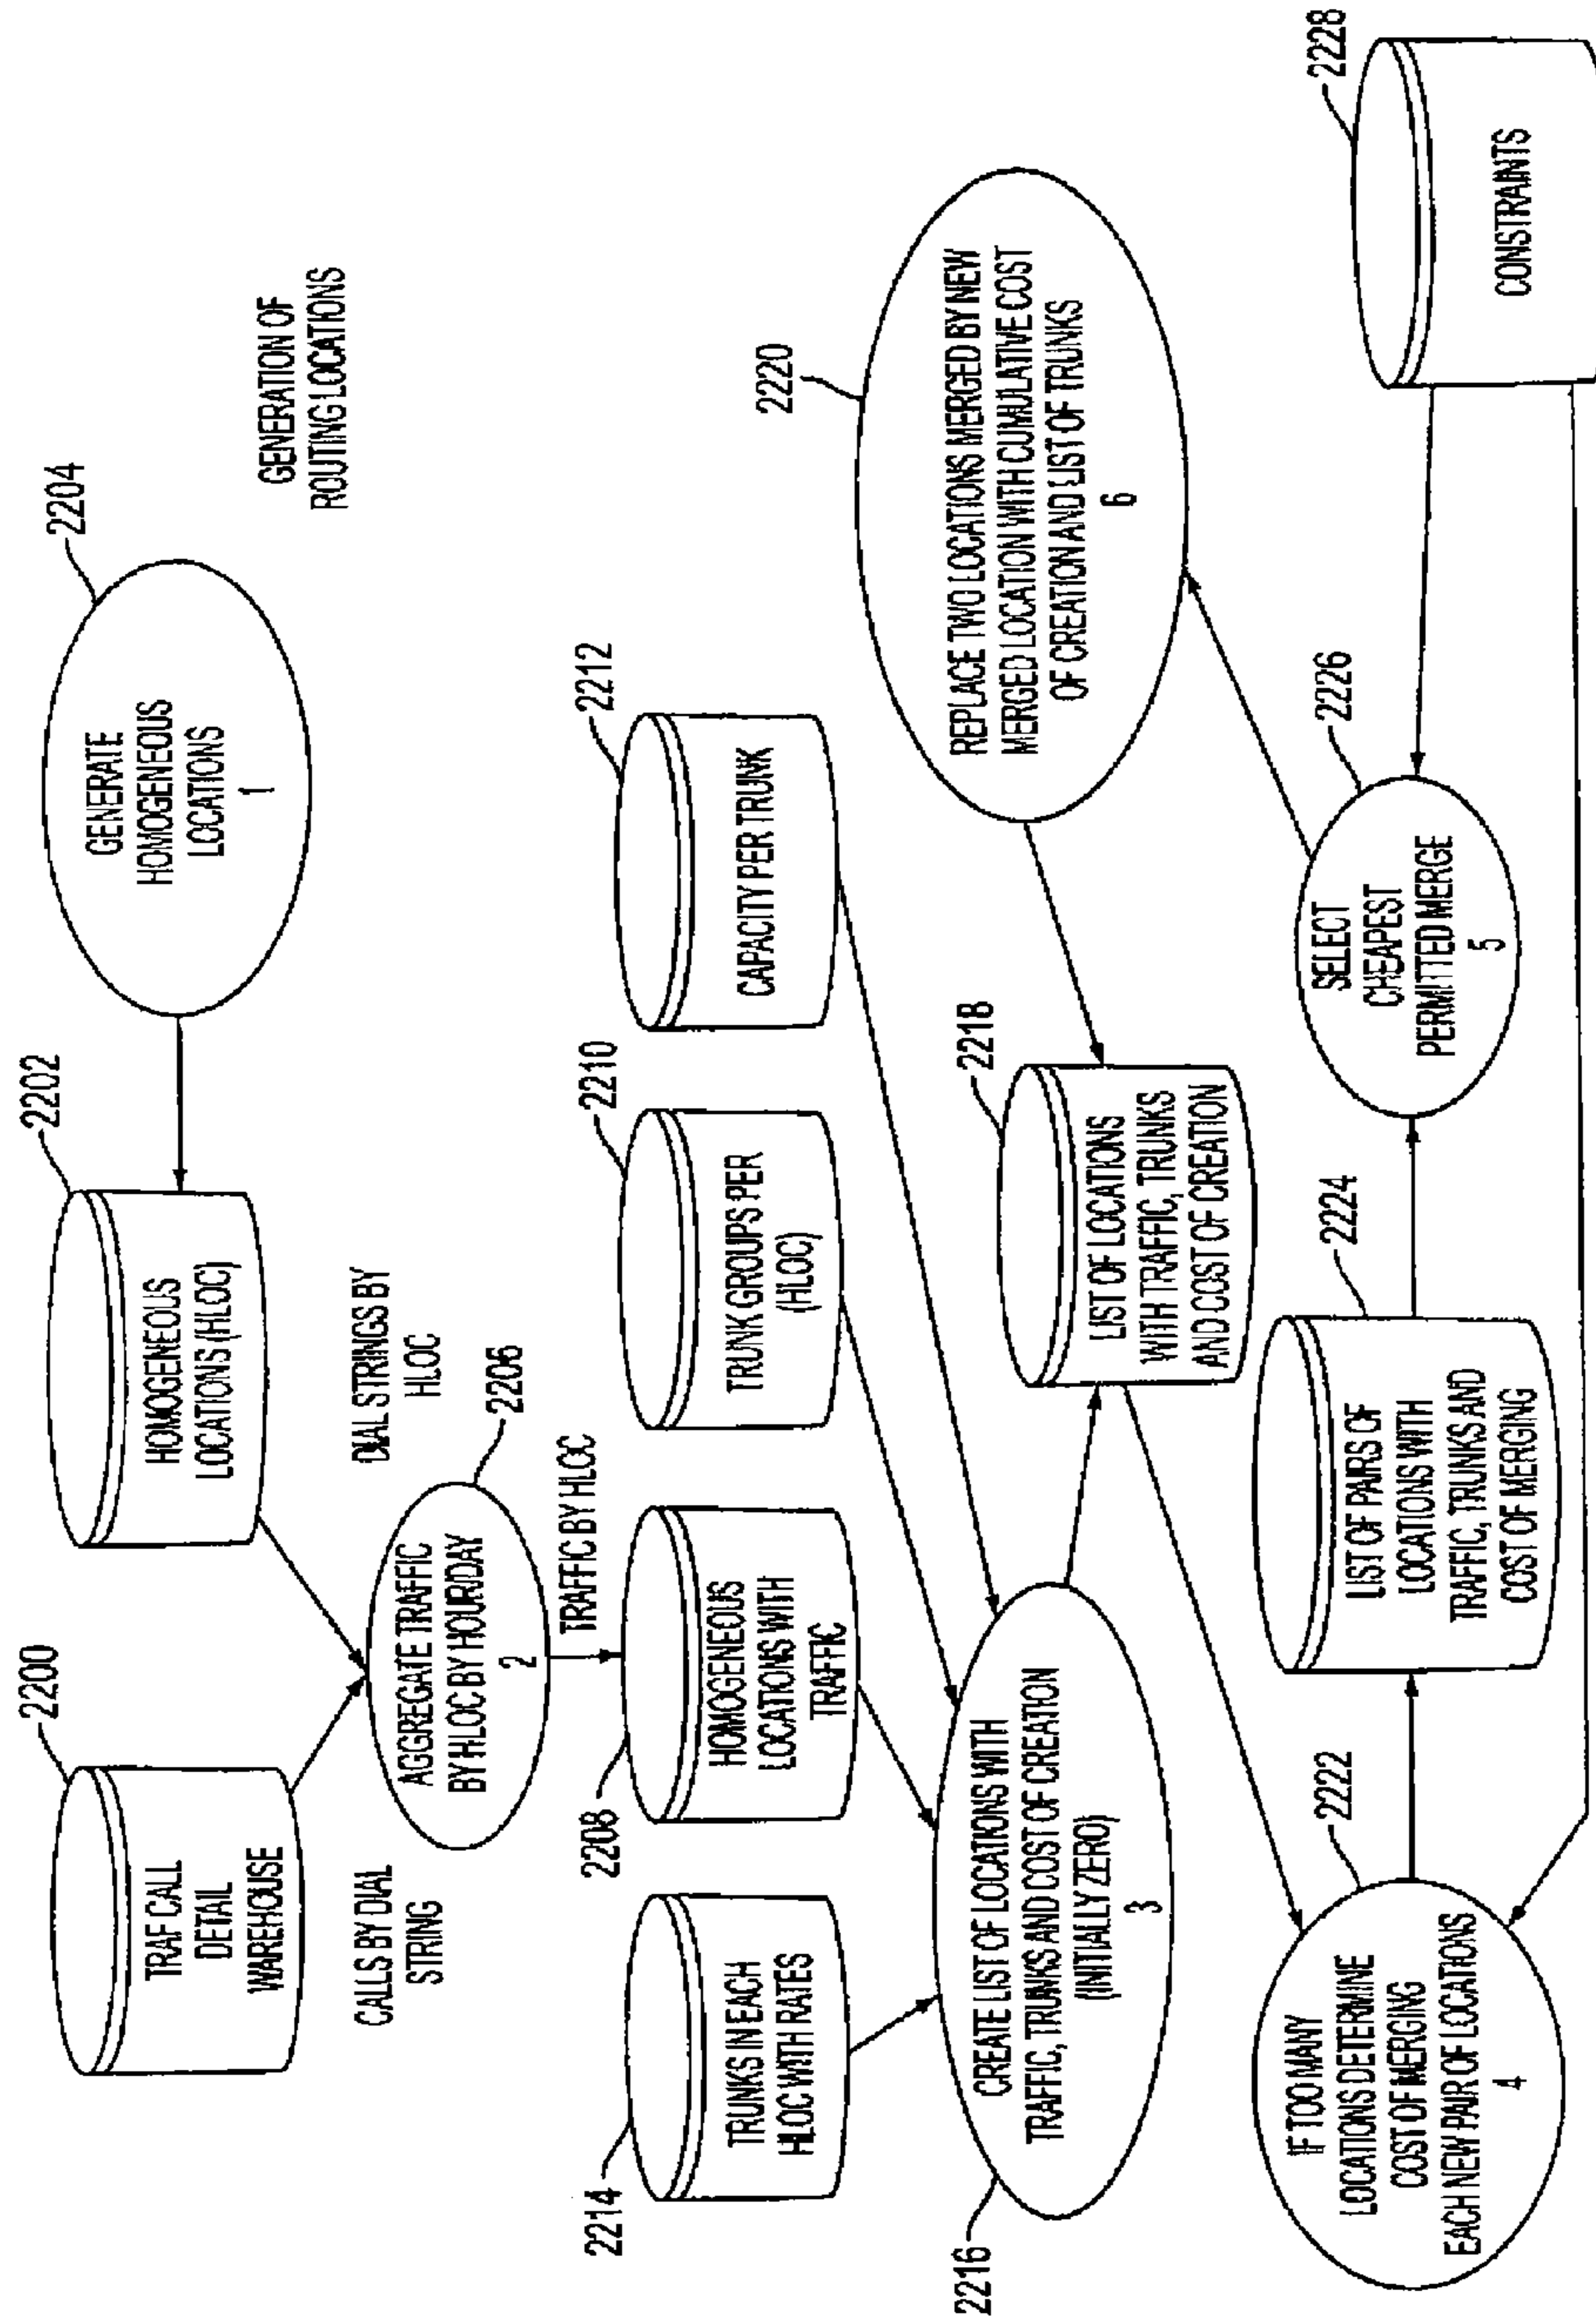 2200
TRAF CALL
DETAIL
WAREHOUSE
2202
HOMOGENEOUS
LOCATIONS (HLOC)
2204
GENERATE
HOMOGENEOUS
LOCATIONS
1
GENERATION OF
ROUTING LOCATIONS
CALLS BY DIAL
STRING
DIAL STRINGS BY
HLOC
2206
AGGREGATE TRAFFIC
BY HLOC BY HOUR/DAY
2
TRAFFIC BY HLOC
2214
TRUNKS IN EACH
HLOC WITH RATES
2208
HOMOGENEOUS
LOCATIONS WITH
TRAFFIC
2210
TRUNK GROUPS PER
(HLOC)
2212
CAPACITY PER TRUNK
2216
CREATE LIST OF LOCATIONS WITH
TRAFFIC, TRUNKS AND COST OF CREATION
(INITIALLY ZERO)
3
2218
LIST OF LOCATIONS
WITH TRAFFIC, TRUNKS
AND COST OF CREATION
2220
REPLACE TWO LOCATIONS MERGED BY NEW
MERGED LOCATION WITH CUMULATIVE COST
OF CREATION AND LIST OF TRUNKS
6
2222
IF TOO MANY
LOCATIONS DETERMINE
COST OF MERGING
EACH NEW PAIR OF LOCATIONS
4
2224
LIST OF PAIRS OF
LOCATIONS WITH
TRAFFIC, TRUNKS AND
COST OF MERGING
2226
SELECT
CHEAPEST
PERMITTED MERGE
5
2228
CONSTRAINTS